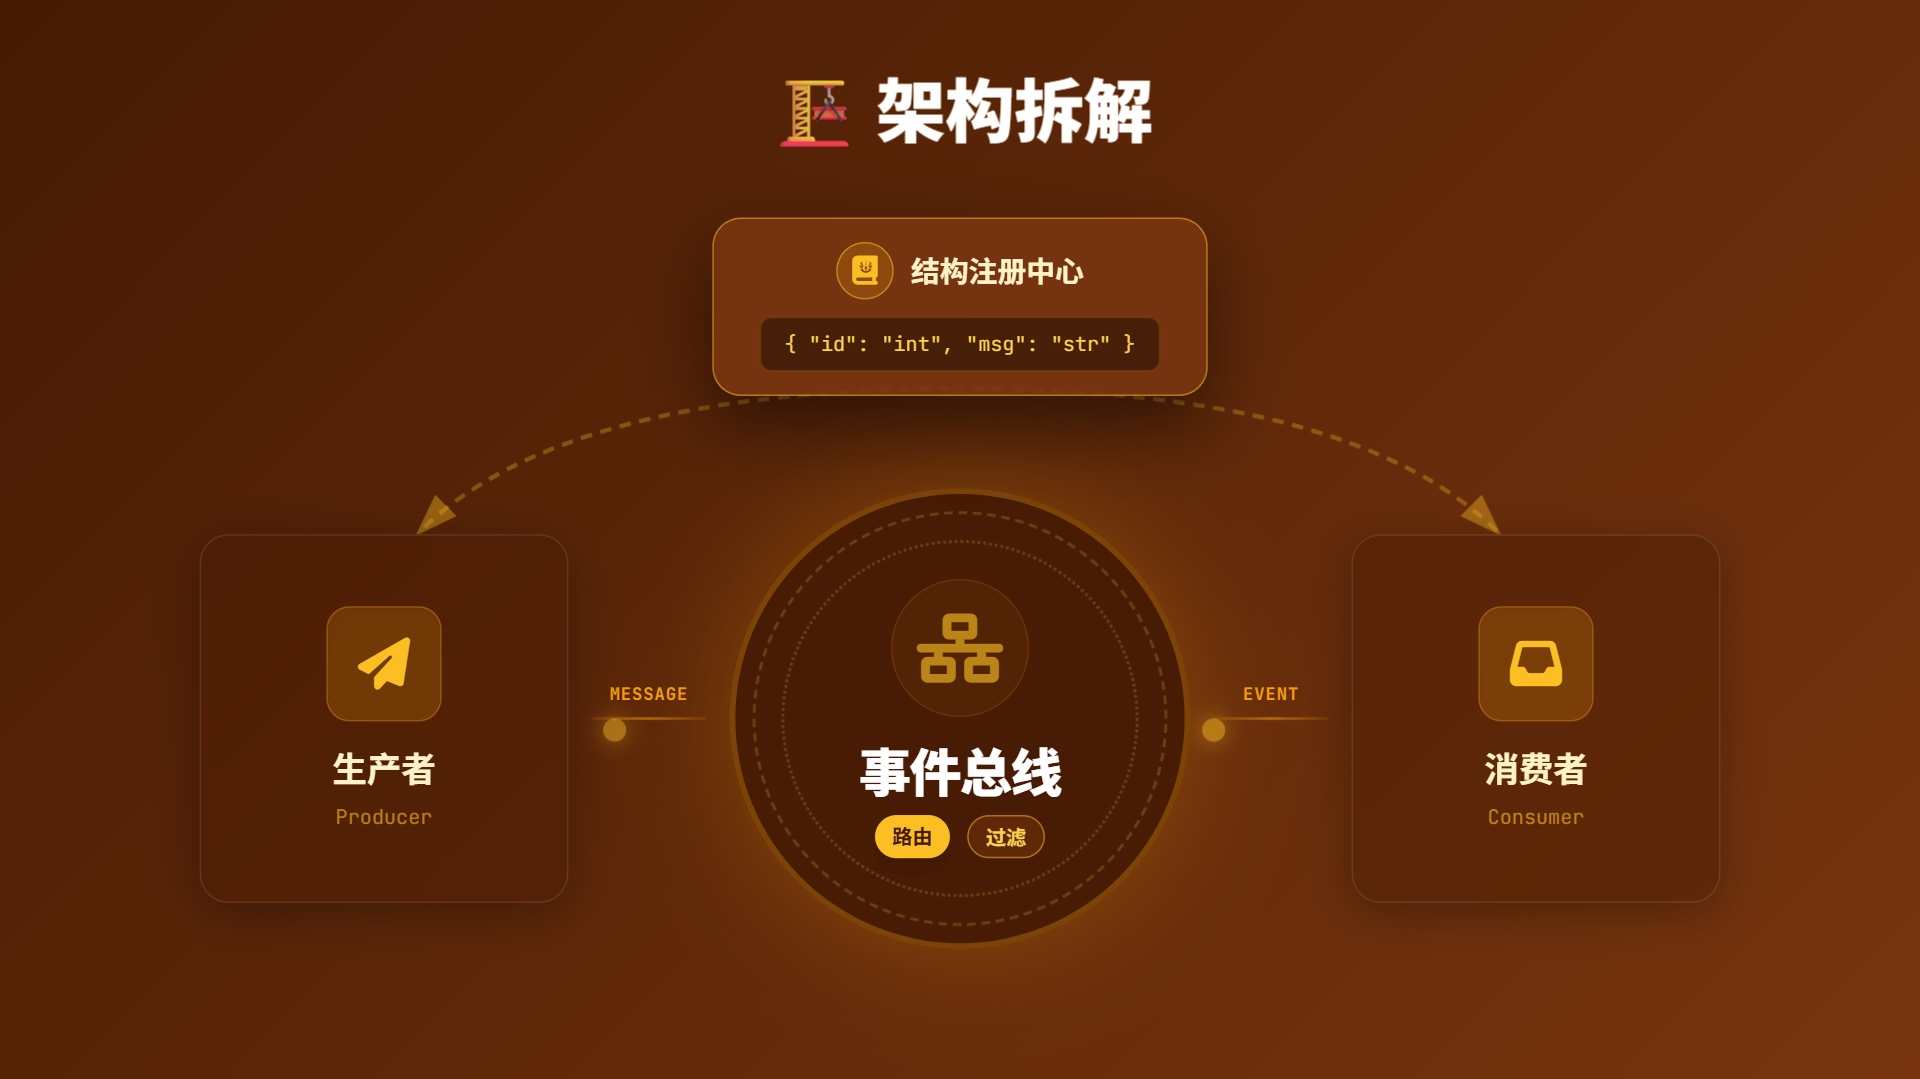 架构拆解
结构注册中心
{ "id": "int", "msg": "str" }
MESSAGE
EVENT
生产者
Producer
事件总线
路由
过滤
消费者
Consumer